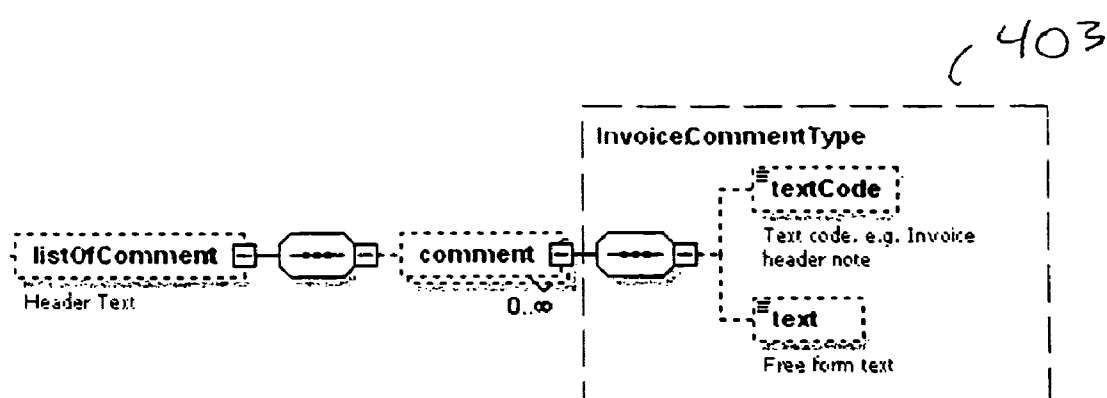 403
InvoiceCommentType
textCode
Text code, e.g. Invoice
header note
listOfComment
Header Text
comment
0..∞
text
Free form text